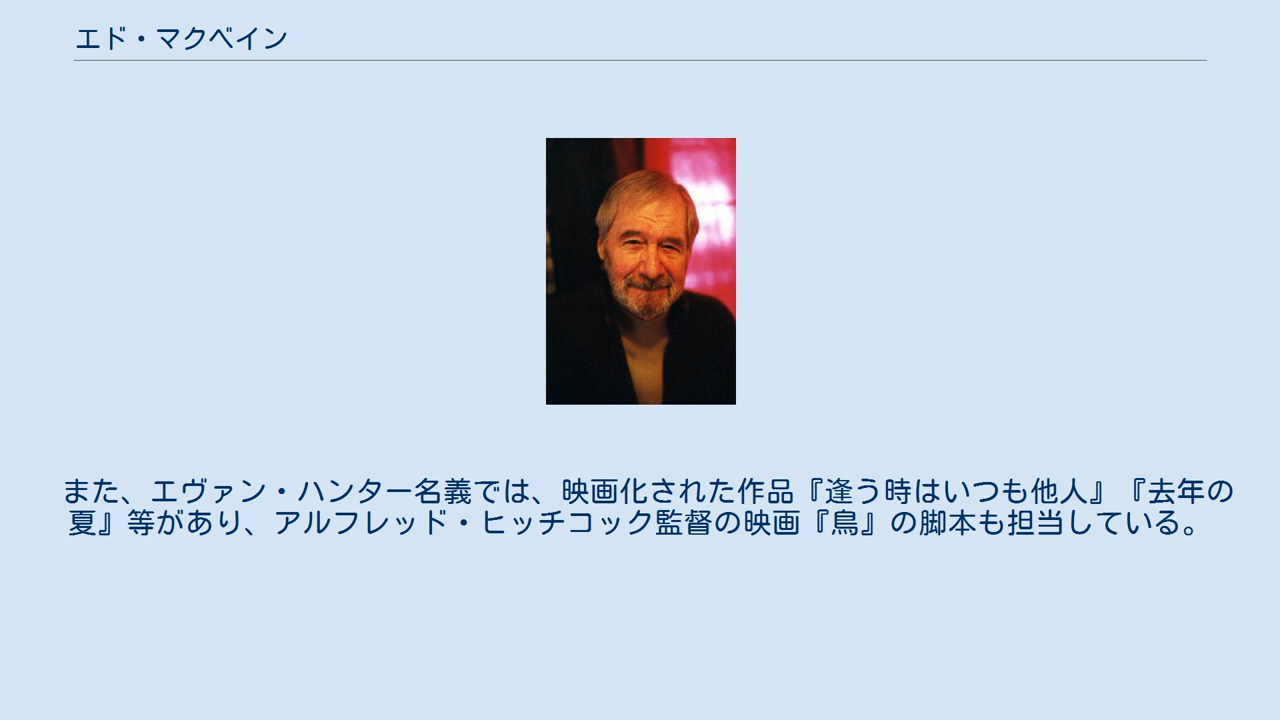 エド・マクベイン
また、エヴァン・ハンター名義では、映画化された作品『逢う時はいつも他人』『去年の
夏』等があり、アルフレッド・ヒッチコック監督の映画『鳥』の脚本も担当している。